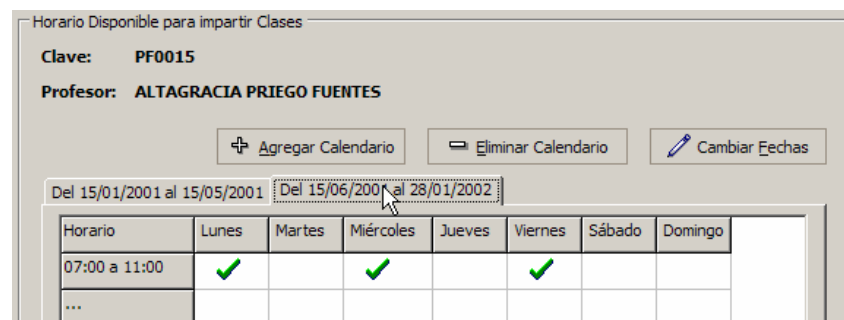 Horario Disponible para impartir Clases
Clave: PF0015
Profesor: ALTAGRACIA PRIEGO FUENTES
Agregar Calendario Eliminar Calendario Cambiar Fechas
Del 15/01/2001 al 15/05/2001 Del 15/06/2001 al 28/01/2002
Horario Lunes Martes Miércoles Jueves Viernes Sábado Domingo
07:00 a 11:00
...